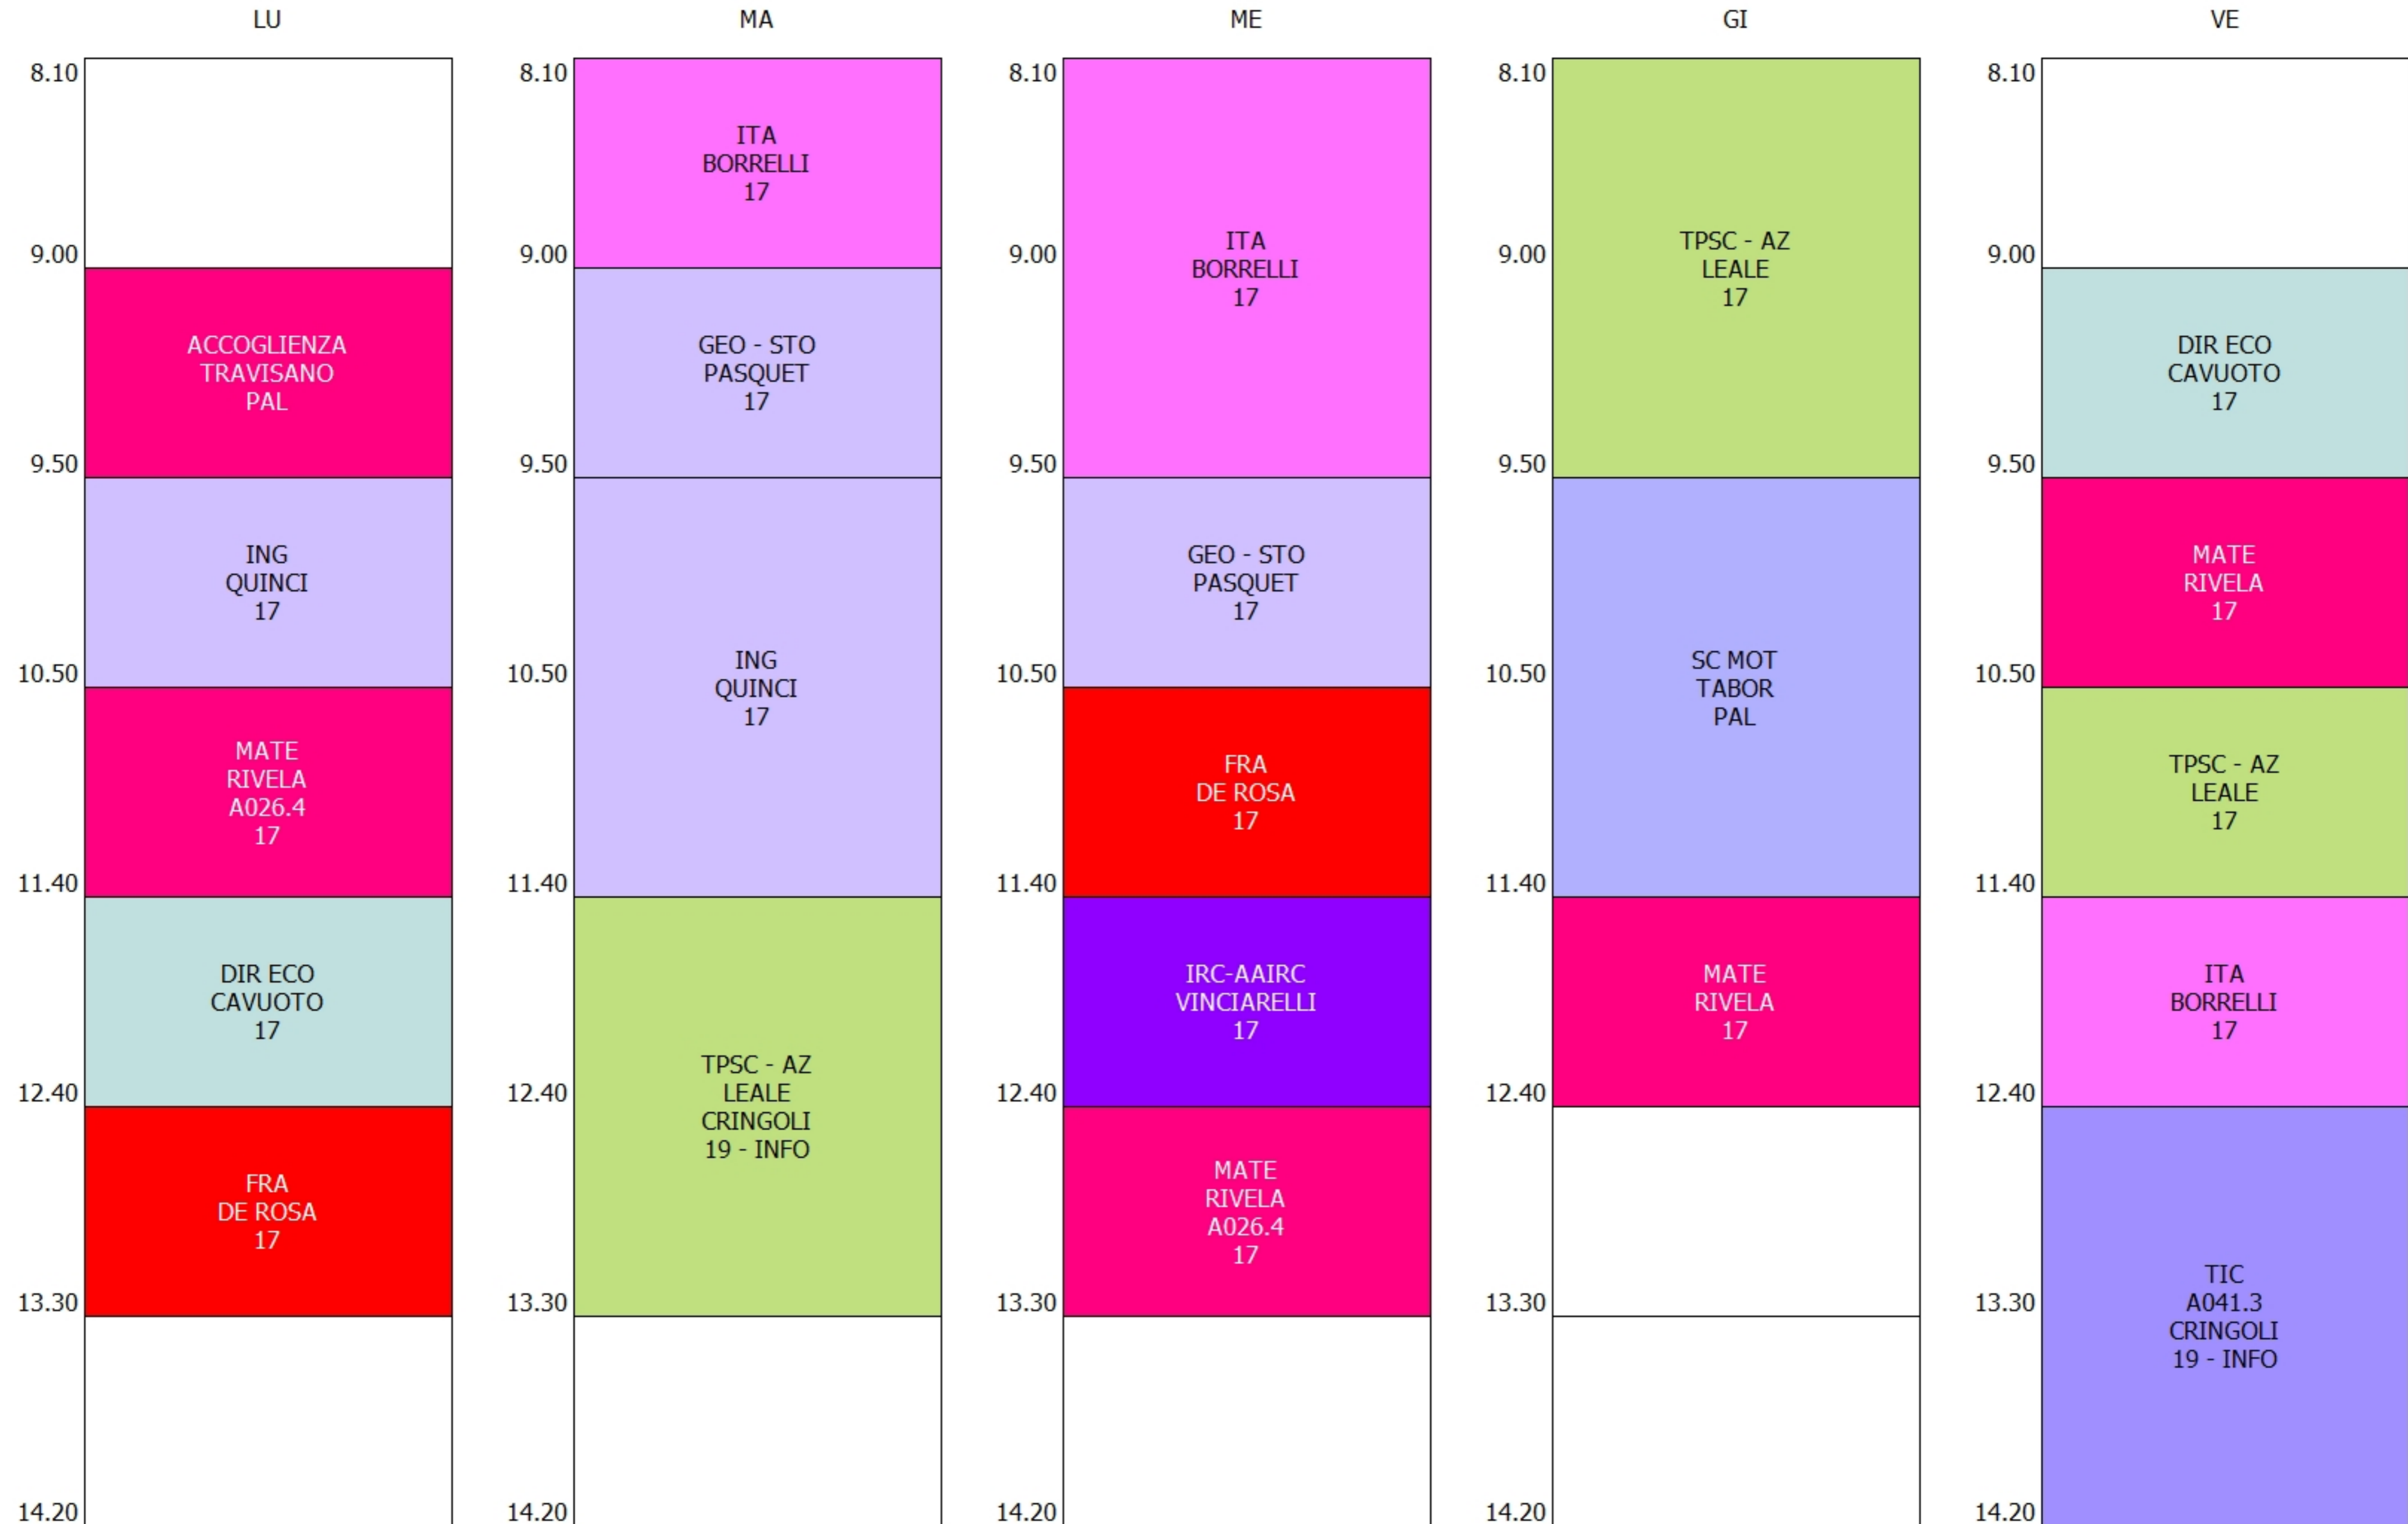 LU
8.10
9.00
ACCOGLIENZA
TRAVISANO
PAL
9.50
ING
QUINCI
17
10.50
MATE
RIVELA
A026.4
17
11.40
DIR ECO
CAVUOTO
17
12.40
FRA
DE ROSA
17
13.30
14.20
MA
8.10
ITA
BORRELLI
17
9.00
GEO - STO
PASQUET
17
9.50
ING
QUINCI
17
10.50
11.40
TPSC - AZ
LEALE
CRINGOLI
19 - INFO
12.40
13.30
14.20
ME
8.10
ITA
BORRELLI
17
9.00
9.50
GEO - STO
PASQUET
17
10.50
FRA
DE ROSA
17
11.40
IRC-AAIRC
VINCIARELLI
17
12.40
MATE
RIVELA
A026.4
17
13.30
14.20
GI
8.10
TPSC - AZ
LEALE
17
9.00
9.50
SC MOT
TABOR
PAL
10.50
11.40
MATE
RIVELA
17
12.40
13.30
14.20
VE
8.10
9.00
DIR ECO
CAVUOTO
17
9.50
MATE
RIVELA
17
10.50
TPSC - AZ
LEALE
17
11.40
ITA
BORRELLI
17
12.40
TIC
A041.3
CRINGOLI
19 - INFO
13.30
14.20